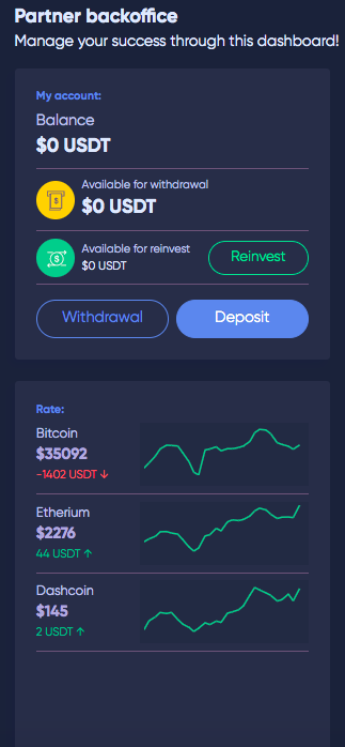 Partner backoffice
Manage your success through this dashboard!
My account:
Balance
$0 USDT
Available for withdrawal
$0 USDT
Available for reinvest
$0 USDT
Reinvest
Withdrawal
Deposit
Rate:
Bitcoin
$35092
-1402 USDT ↓
Etherium
$2276
44 USDT ↑
Dashcoin
$145
2 USDT ↑